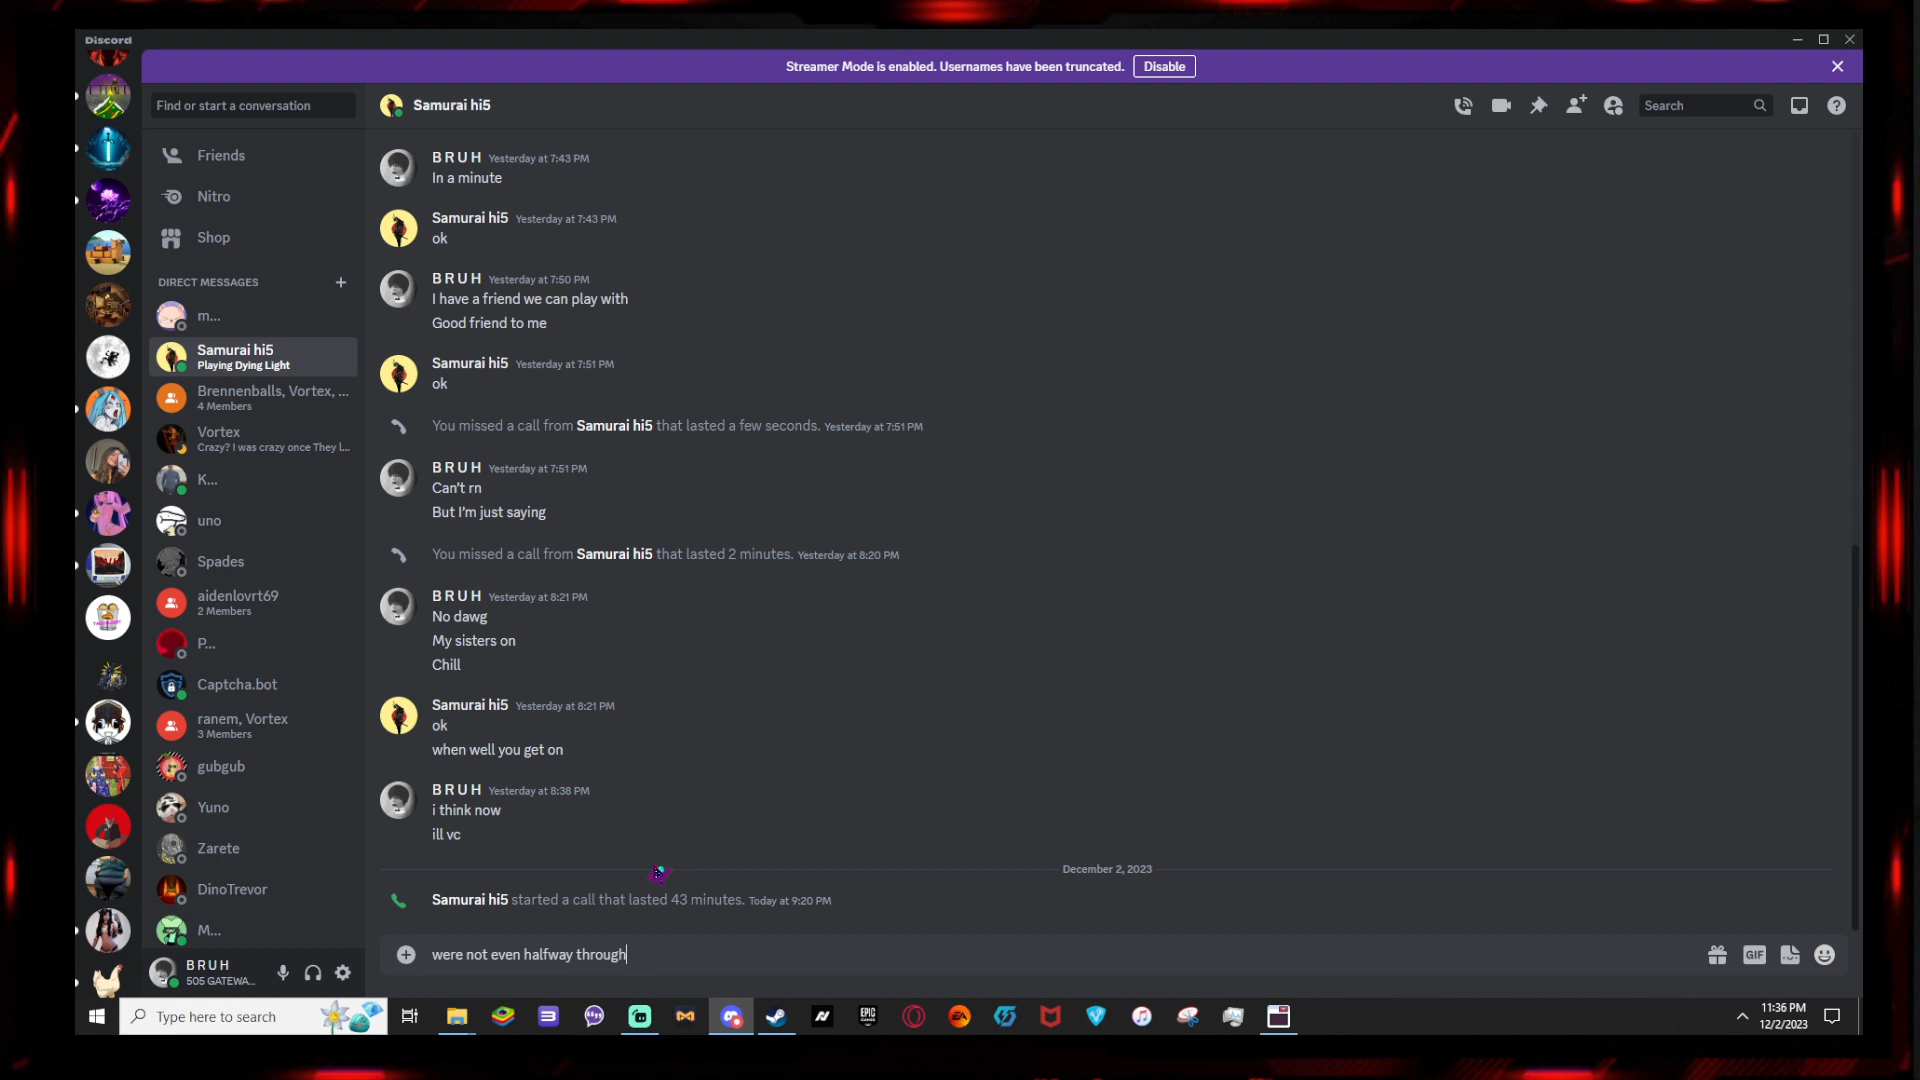 Discord
Streamer Mode is enabled. Usernames have been truncated.
Disable
Find or start a conversation
Samurai hi5
Search
Friends
Nitro
Shop
DIRECT MESSAGES
m...
Samurai hi5
Playing Dying Light
Brennenballs, Vortex, ...
4 Members
Vortex
Crazy? I was crazy once They l...
K...
uno
Spades
aidenlovrt69
2 Members
P...
Captcha.bot
ranem, Vortex
3 Members
gubgub
Yuno
Zarete
DinoTrevor
M...
B R U H
505 GATEWA...
B R U H Yesterday at 7:43 PM
In a minute
Samurai hi5 Yesterday at 7:43 PM
ok
B R U H Yesterday at 7:50 PM
I have a friend we can play with
Good friend to me
Samurai hi5 Yesterday at 7:51 PM
ok
You missed a call from Samurai hi5 that lasted a few seconds. Yesterday at 7:51 PM
B R U H Yesterday at 7:51 PM
Can't rn
But I'm just saying
You missed a call from Samurai hi5 that lasted 2 minutes. Yesterday at 8:20 PM
B R U H Yesterday at 8:21 PM
No dawg
My sisters on
Chill
Samurai hi5 Yesterday at 8:21 PM
ok
when well you get on
B R U H Yesterday at 8:38 PM
i think now
ill vc
December 2, 2023
Samurai hi5 started a call that lasted 43 minutes. Today at 9:20 PM
were not even halfway through
GIF
Type here to search
EPIC
EA
11:36 PM
12/2/2023